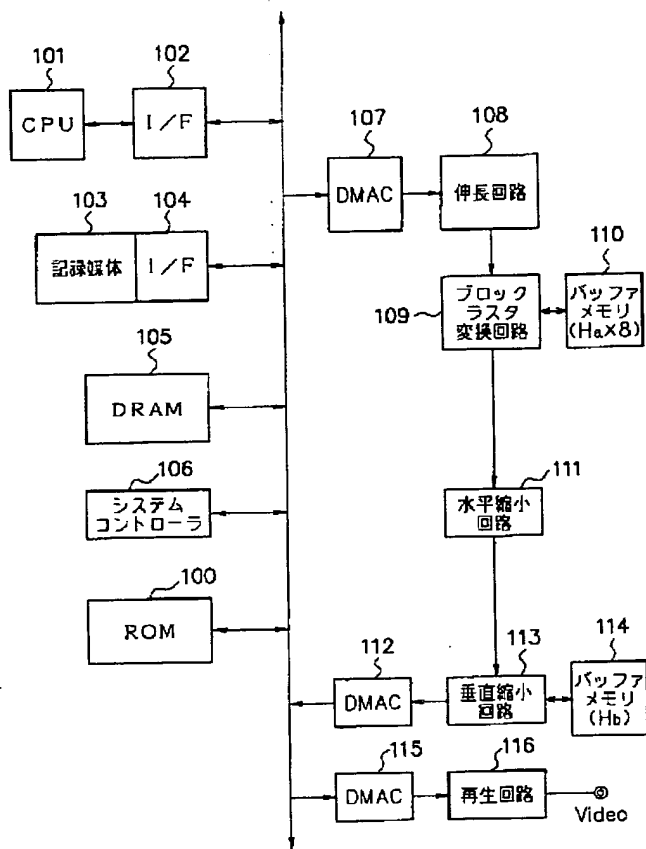 101
102
CPU
I/F
107
108
DMAC
伸長回路
103
104
記録媒体
I/F
110
109
ブロック
ラスタ
変換回路
バッファ
メモリ
(Ha×8)
105
DRAM
106
システム
コントローラ
111
水平縮小
回路
100
ROM
112
113
114
DMAC
垂直縮小
回路
バッファ
メモリ
(Hb)
115
116
DMAC
再生回路
Video